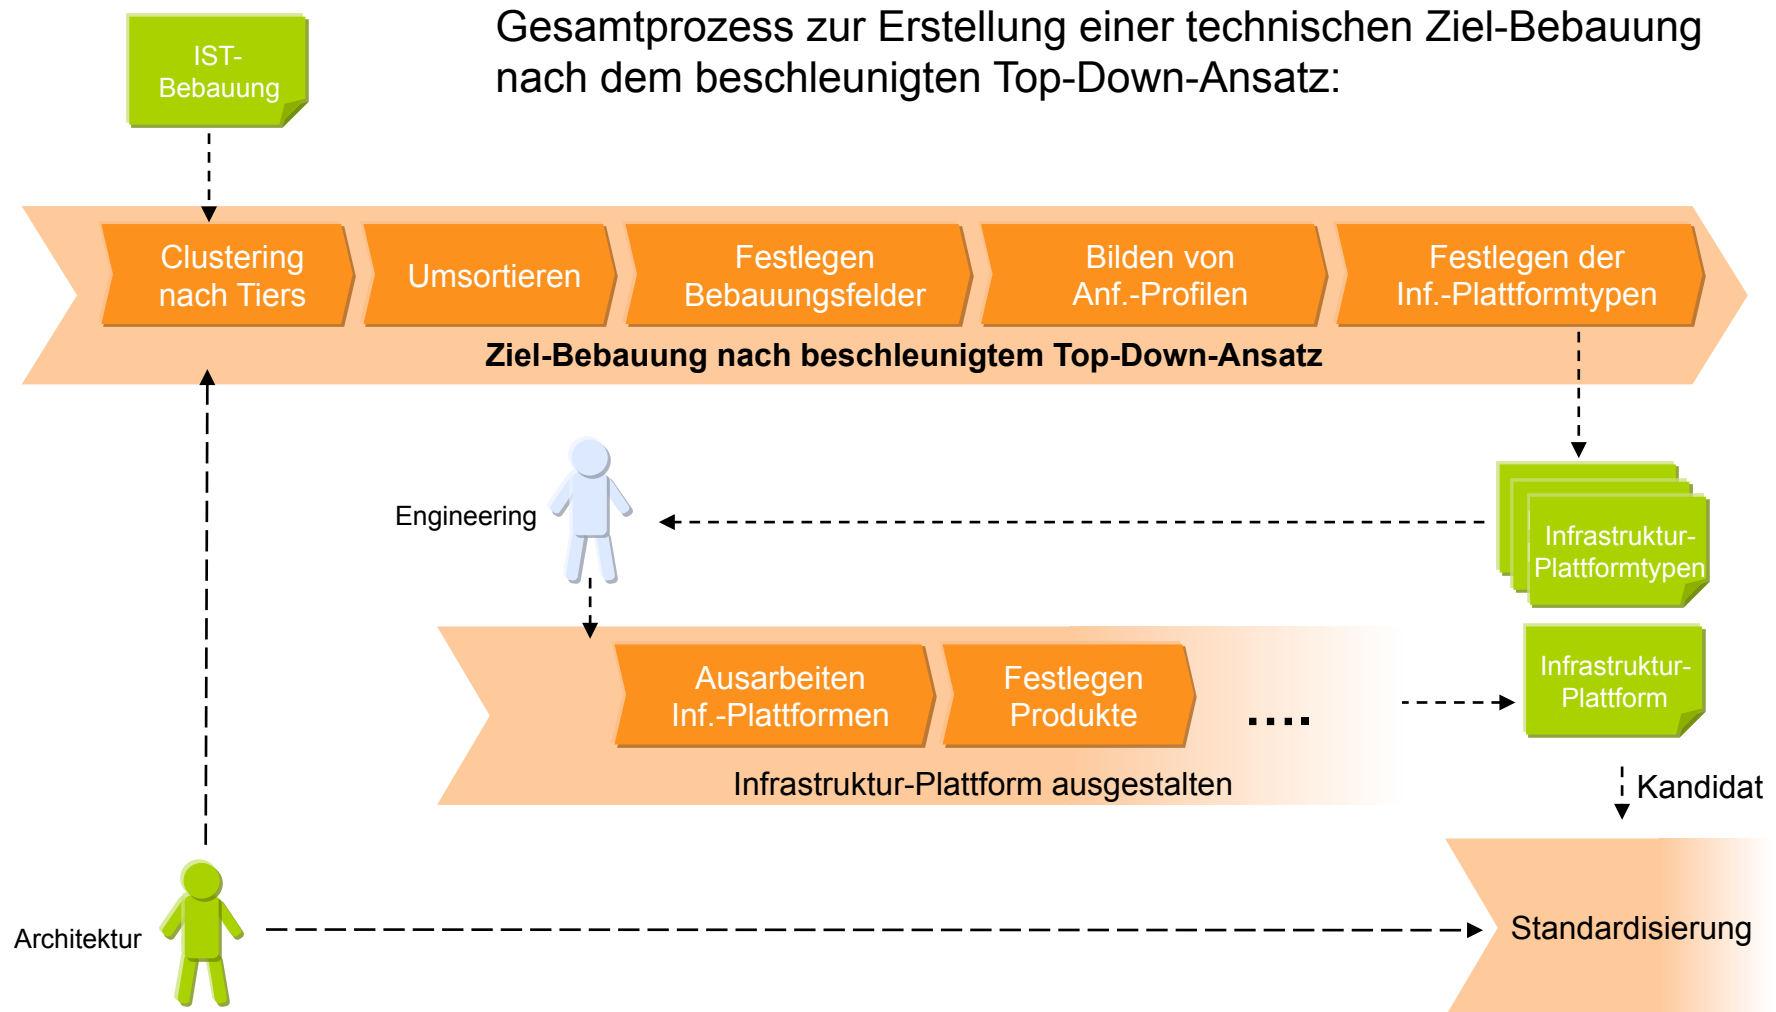 Gesamtprozess zur Erstellung einer technischen Ziel-Bebauung
nach dem beschleunigten Top-Down-Ansatz:
IST-
Bebauung
Clustering
nach Tiers
Umsortieren
Festlegen
Bebauungsfelder
Bilden von
Anf.-Profilen
Festlegen der
Inf.-Plattformtypen
Ziel-Bebauung nach beschleunigtem Top-Down-Ansatz
Engineering
Infrastruktur-
Plattformtypen
Ausarbeiten
Inf.-Plattformen
Festlegen
Produkte
....
Infrastruktur-
Plattform
Infrastruktur-Plattform ausgestalten
Kandidat
Architektur
Standardisierung